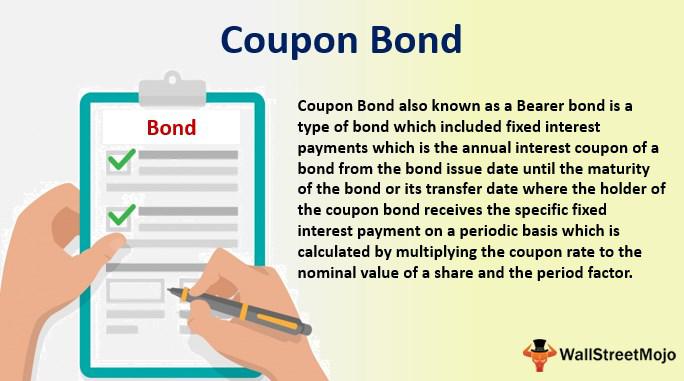 Coupon Bond
Bond
Coupon Bond also known as a Bearer bond is a
type of bond which included fixed interest
payments which is the annual interest coupon of a
bond from the bond issue date until the maturity
of the bond or its transfer date where the holder of
the coupon bond receives the specific fixed
interest payment on a periodic basis which is
calculated by multiplying the coupon rate to the
nominal value of a share and the period factor.
WallStreetMojo